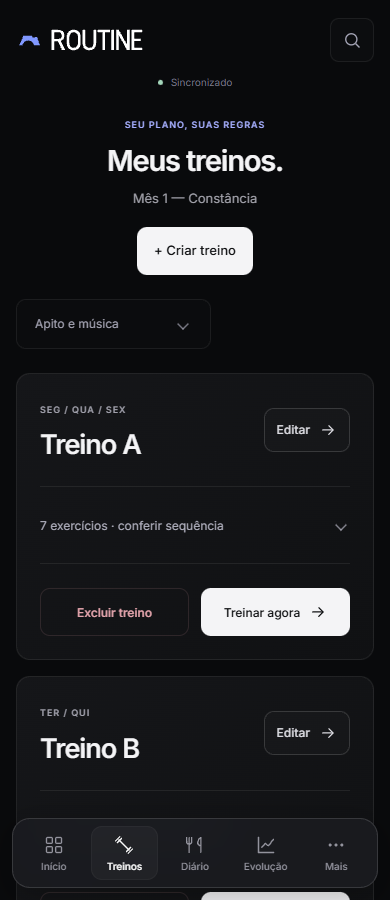 ROUTINE
Sincronizado
SEU PLANO, SUAS REGRAS
Meus treinos.
Mês 1 — Constância
+ Criar treino
Apito e música
SEG / QUA / SEX
Treino A
Editar →
7 exercícios · conferir sequência
Excluir treino
Treinar agora →
TER / QUI
Treino B
Editar →
Início
Treinos
Diário
Evolução
Mais